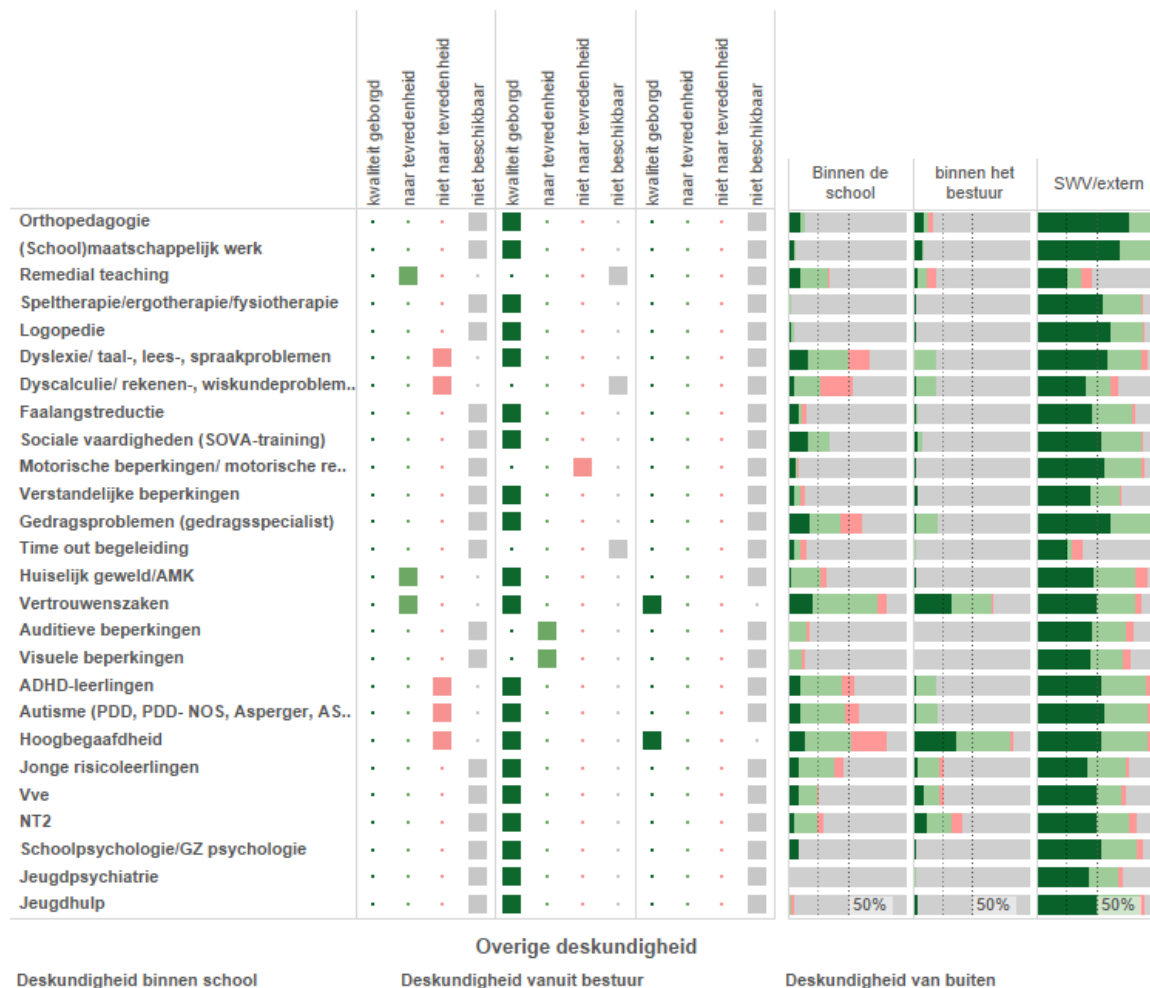 kwaliteit geborgd
naar tevredenheid
niet naar tevredenheid
niet beschikbaar
kwaliteit geborgd
naar tevredenheid
niet naar tevredenheid
niet beschikbaar
kwaliteit geborgd
naar tevredenheid
niet naar tevredenheid
niet beschikbaar
Binnen de
school
binnen het
bestuur
SWV/extern
Orthopedagogie
(School)maatschappelijk werk
Remedial teaching
Speltherapie/ergotherapie/fysiotherapie
Logopedie
Dyslexie/ taal-, lees-, spraakproblemen
Dyscalculie/ rekenen-, wiskundeproblem..
Faalangstreductie
Sociale vaardigheden (SOVA-training)
Motorische beperkingen/ motorische re..
Verstandelijke beperkingen
Gedragsproblemen (gedragsspecialist)
Time out begeleiding
Huiselijk geweld/AMK
Vertrouwenszaken
Auditieve beperkingen
Visuele beperkingen
ADHD-leerlingen
Autisme (PDD, PDD- NOS, Asperger, AS..
Hoogbegaafdheid
Jonge risicoleerlingen
Vve
NT2
Schoolpsychologie/GZ psychologie
Jeugdpsychiatrie
Jeugdhulp 50% 50% 50%
Overige deskundigheid
Deskundigheid binnen school Deskundigheid vanuit bestuur Deskundigheid van buiten